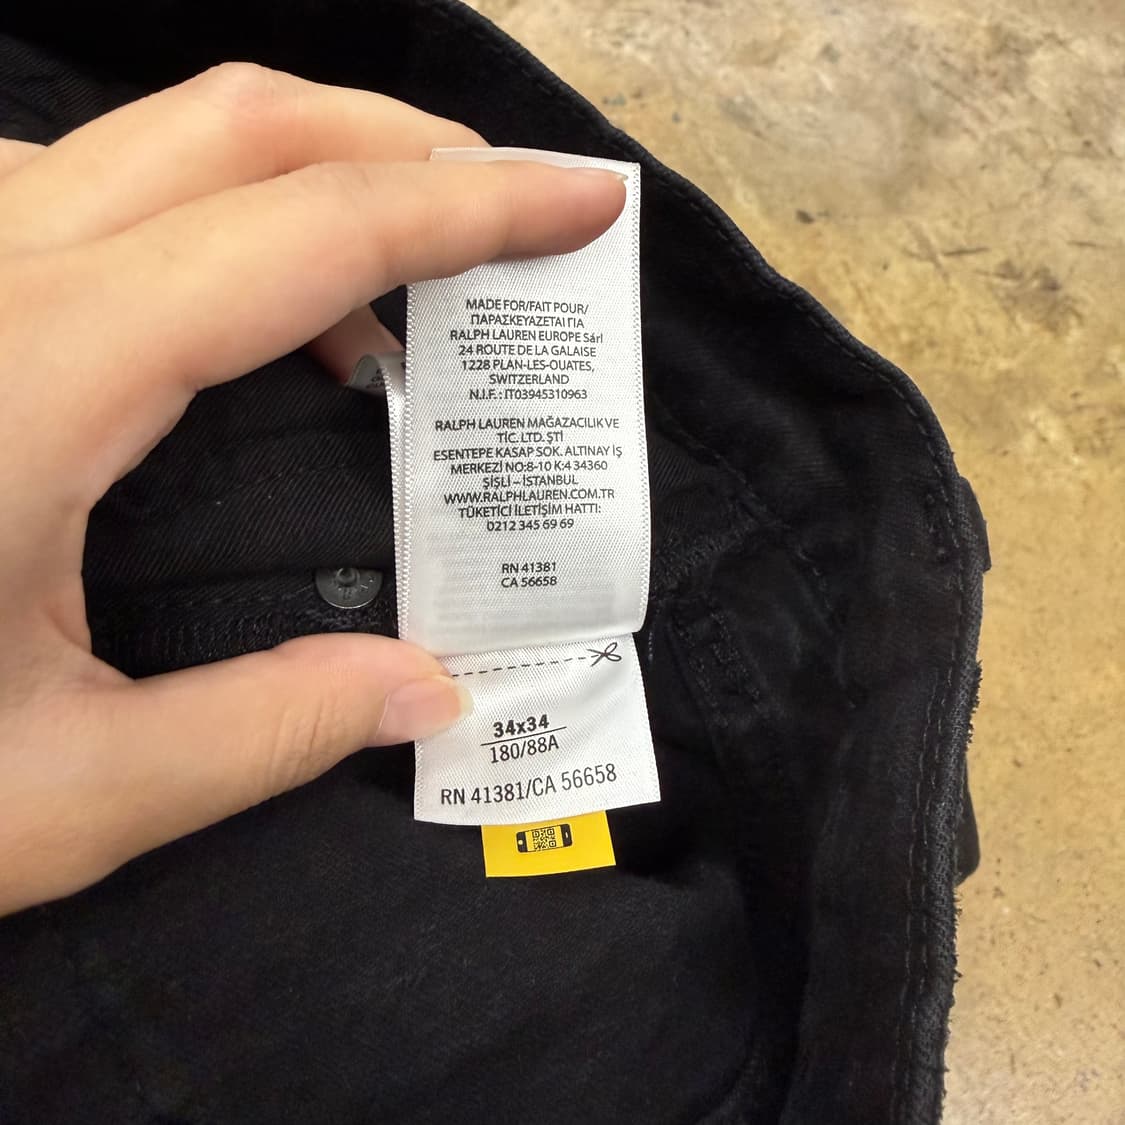 MADE FOR/FAIT POUR/
ΠΑΡΑΣΚΕΥΑΖΕΤΑΙ ΓΙΑ
RALPH LAUREN EUROPE Sárl
24 ROUTE DE LA GALAISE
1228 PLAN-LES-OUATES,
SWITZERLAND
N.I.F. : IT03945310963
RALPH LAUREN MAĞAZACILIK VE
TİC. LTD. ŞTİ
ESENTEPE KASAP SOK. ALTINAY İŞ
MERKEZİ NO:8-10 K:4 34360
ŞİŞLİ – İSTANBUL
WWW.RALPHLAUREN.COM.TR
TÜKETİCİ İLETİŞİM HATTI:
0212 345 69 69
RN 41381
CA 56658
34x34
180/88A
RN 41381/CA 56658